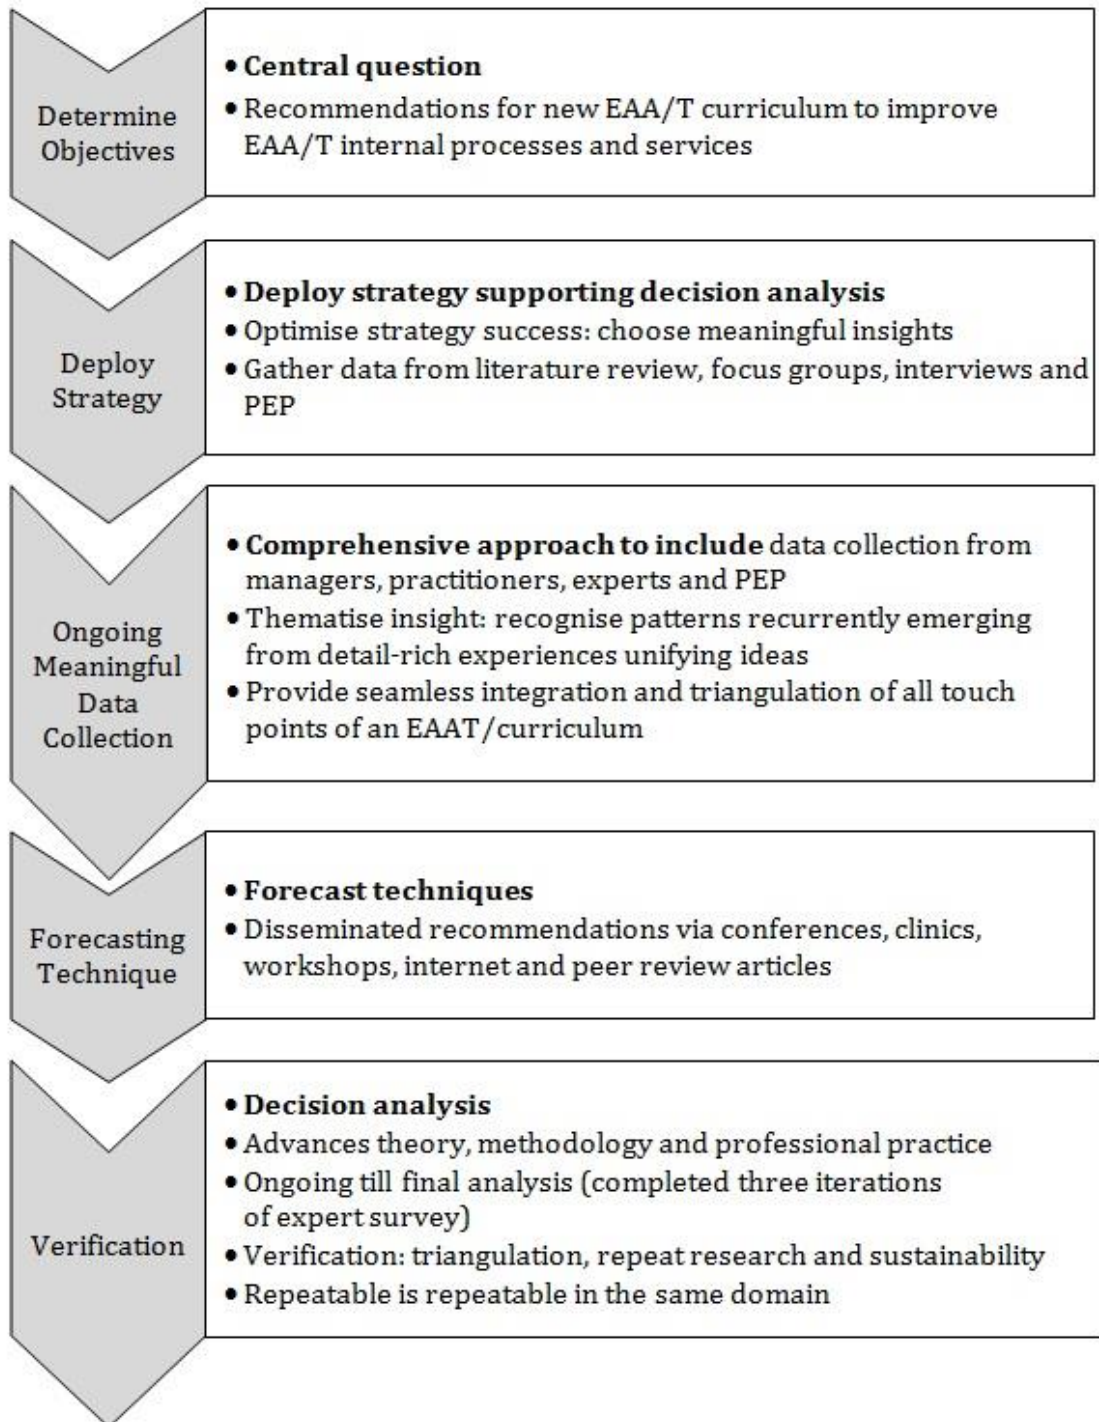 Determine
Objectives
• Central question
• Recommendations for new EAA/T curriculum to improve
EAA/T internal processes and services
Deploy
Strategy
• Deploy strategy supporting decision analysis
• Optimise strategy success: choose meaningful insights
• Gather data from literature review, focus groups, interviews and
PEP
Ongoing
Meaningful
Data
Collection
• Comprehensive approach to include data collection from
managers, practitioners, experts and PEP
• Thematise insight: recognise patterns recurrently emerging
from detail-rich experiences unifying ideas
• Provide seamless integration and triangulation of all touch
points of an EAAT/curriculum
Forecasting
Technique
• Forecast techniques
• Disseminated recommendations via conferences, clinics,
workshops, internet and peer review articles
Verification
• Decision analysis
• Advances theory, methodology and professional practice
• Ongoing till final analysis (completed three iterations
of expert survey)
• Verification: triangulation, repeat research and sustainability
• Repeatable is repeatable in the same domain